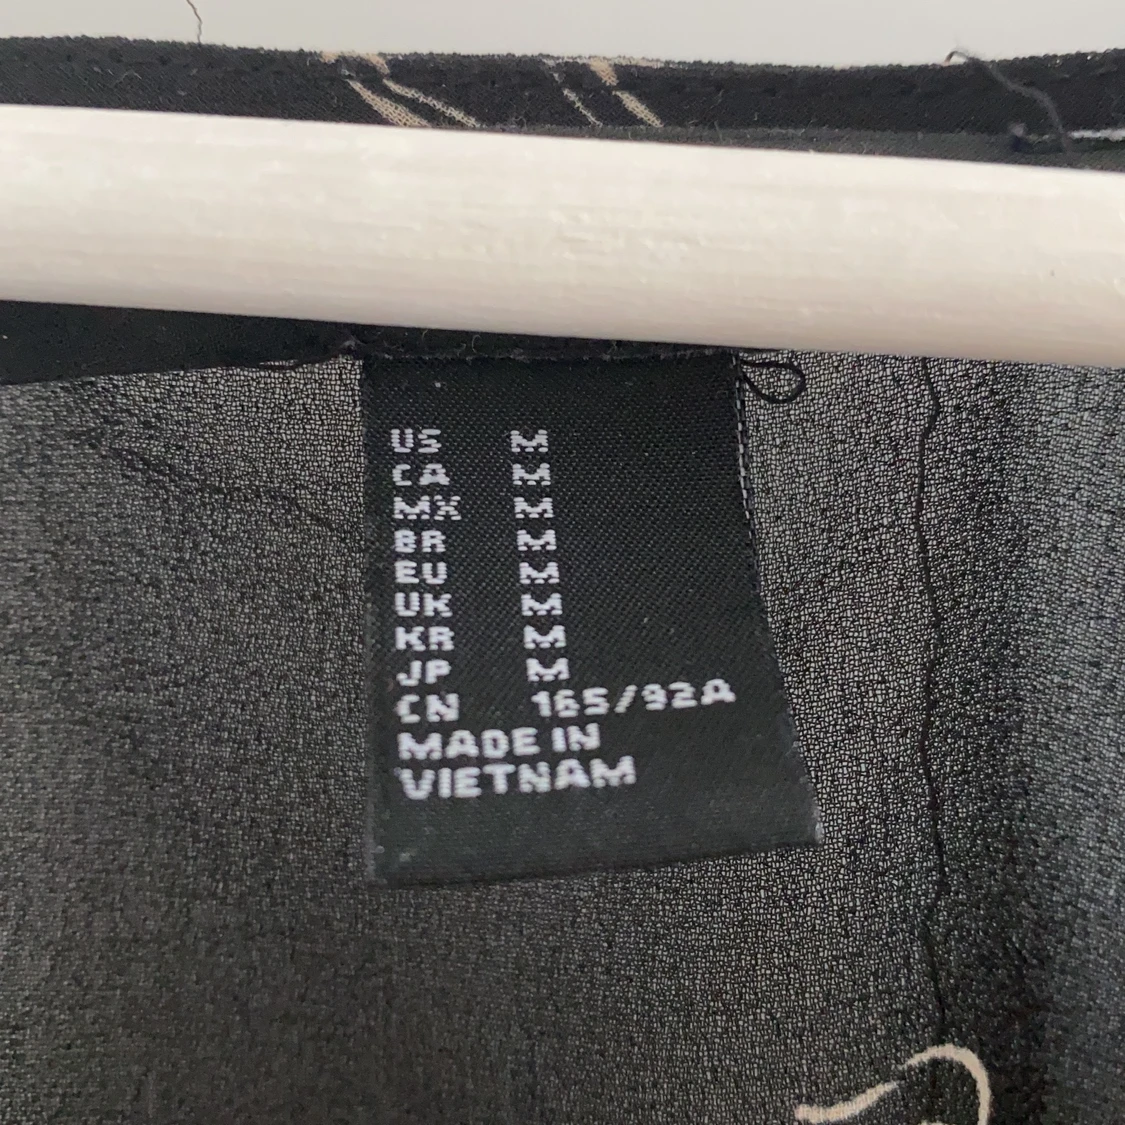 US M
CA M
MX M
BR M
EU M
UK M
KR M
JP M
CN 165/92A
MADE IN
VIETNAM